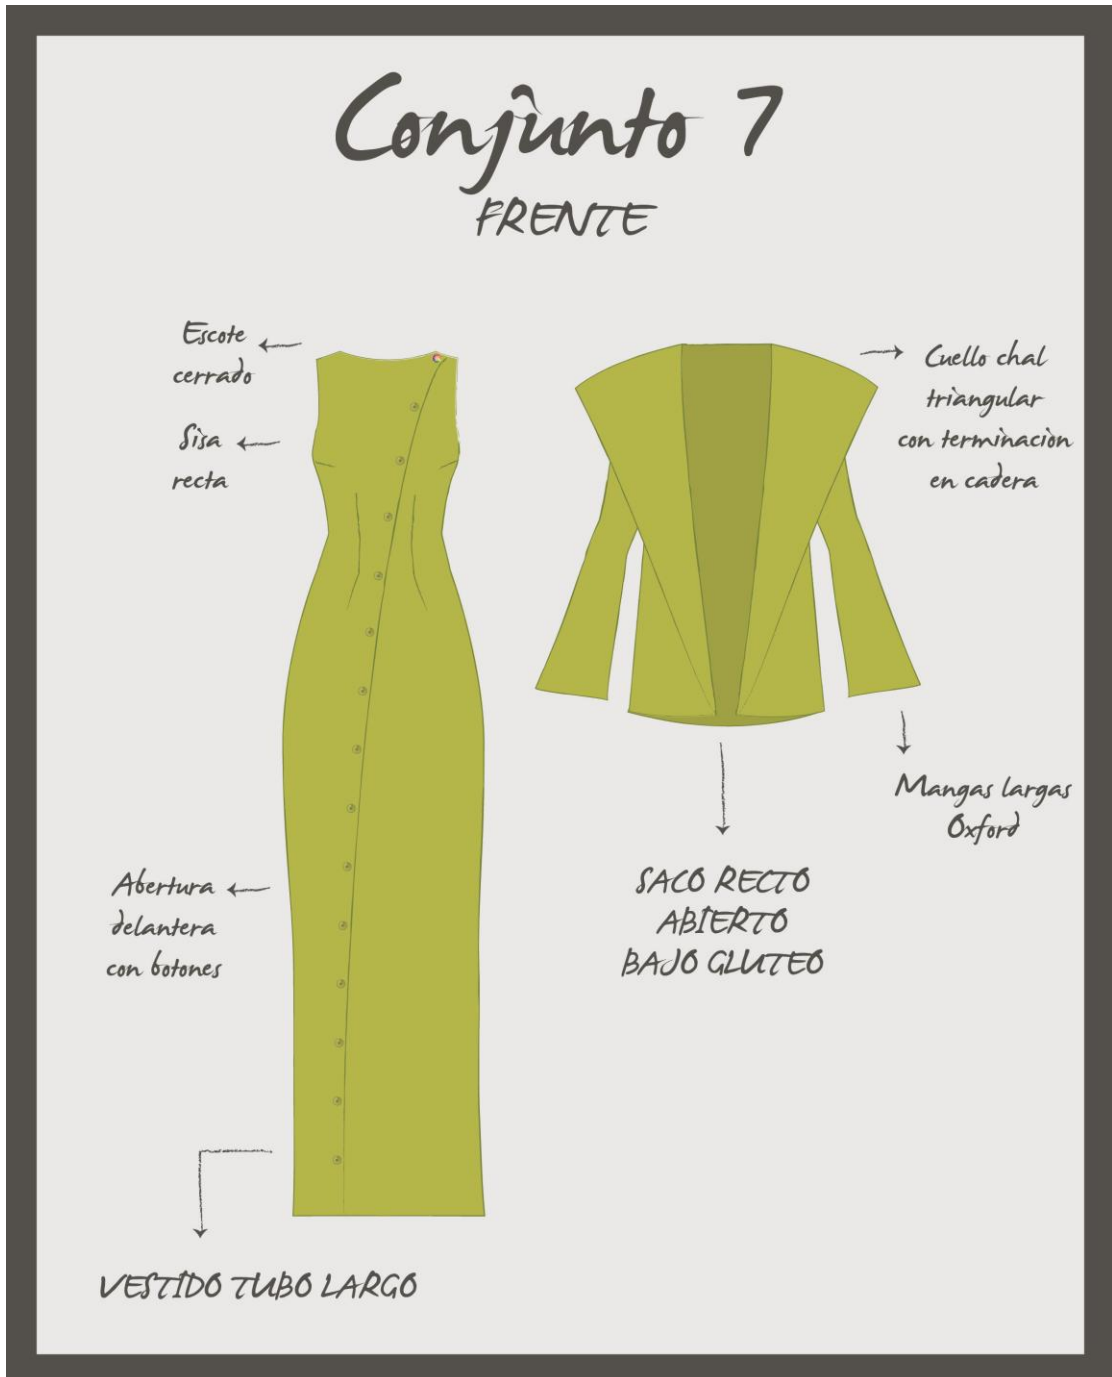 Conjunto 7
FRENTE
Escote
cerrado
Sisa
recta
Cuello chal
triangular
con terminaciòn
en cadera
Mangas largas
Oxford
SACO RECTO
ABIERTO
BAJO GLUTEO
Abertura
delantera
con botones
VESTIDO TUBO LARGO